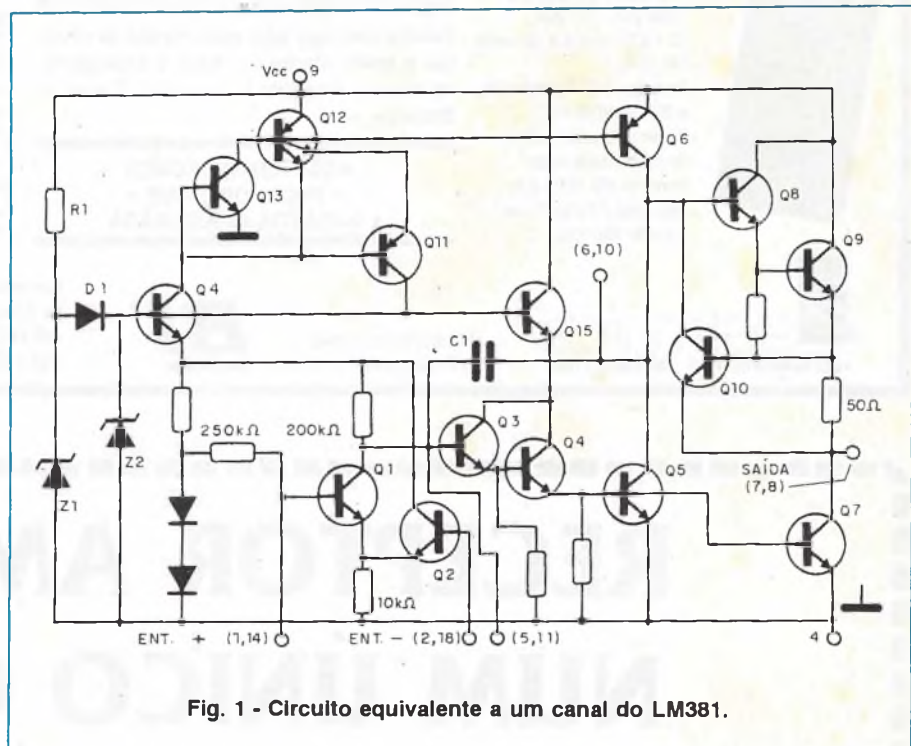 Vcc 9
Q12
Q6
Q13
Q8
R1
Q11
(6,10)
Q9
D1
Q4
Q15
C1
Q10
Z2
250kΩ
200kΩ
Q3
50Ω
Q1
Q4
Q5
SAÍDA
(7,8)
Z1
Q2
Q7
10kΩ
ENT. + (1,14)
ENT. - (2,18)
(5,11)
4
Fig. 1 - Circuito equivalente a um canal do LM381.